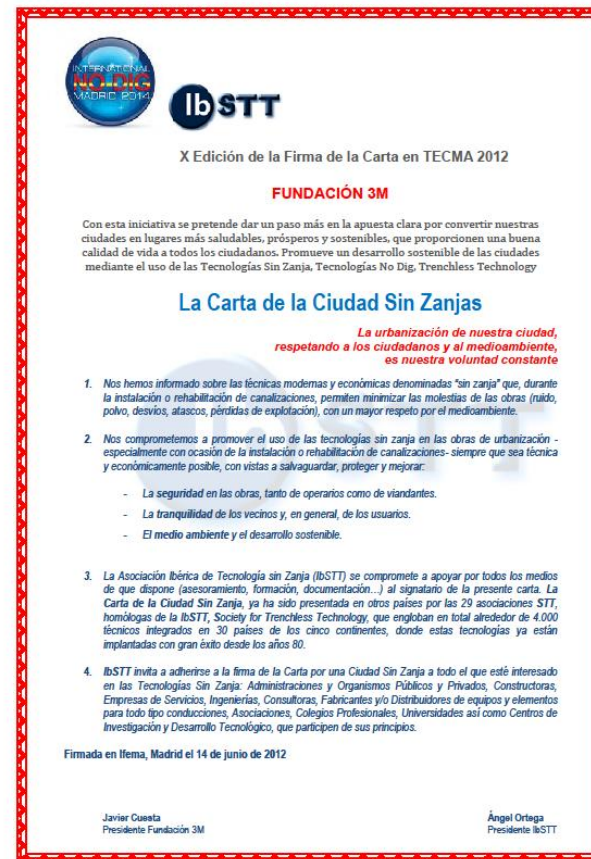 INTERNATIONAL
NO-DIG
MADRID 2014
IbSTT
X Edición de la Firma de la Carta en TECMA 2012
FUNDACIÓN 3M
Con esta iniciativa se pretende dar un paso más en la apuesta clara por convertir nuestras
ciudades en lugares más saludables, prósperos y sostenibles, que proporcionen una buena
calidad de vida a todos los ciudadanos. Promueve un desarrollo sostenible de las ciudades
mediante el uso de las Tecnologías Sin Zanja, Tecnologías No Dig, Trenchless Technology
La Carta de la Ciudad Sin Zanjas
La urbanización de nuestra ciudad,
respetando a los ciudadanos y al medioambiente,
es nuestra voluntad constante
1. Nos hemos informado sobre las técnicas modernas y económicas denominadas "sin zanja" que, durante
la instalación o rehabilitación de canalizaciones, permiten minimizar las molestias de las obras (ruido,
polvo, desvíos, atascos, pérdidas de explotación), con un mayor respeto por el medioambiente.
2. Nos comprometemos a promover el uso de las tecnologías sin zanja en las obras de urbanización -
especialmente con ocasión de la instalación o rehabilitación de canalizaciones- siempre que sea técnica
y económicamente posible, con vistas a salvaguardar, proteger y mejorar:
- La seguridad en las obras, tanto de operarios como de viandantes.
- La tranquilidad de los vecinos y, en general, de los usuarios.
- El medio ambiente y el desarrollo sostenible.
3. La Asociación Ibérica de Tecnología sin Zanja (IbSTT) se compromete a apoyar por todos los medios
de que dispone (asesoramiento, formación, documentación…) al signatario de la presente carta. La
Carta de la Ciudad Sin Zanja, ya ha sido presentada en otros países por las 29 asociaciones STT,
homólogas de la IbSTT, Society for Trenchless Technology, que engloban en total alrededor de 4.000
técnicos integrados en 30 países de los cinco continentes, donde estas tecnologías ya están
implantadas con gran éxito desde los años 80.
4. IbSTT invita a adherirse a la firma de la Carta por una Ciudad Sin Zanja a todo el que esté interesado
en las Tecnologías Sin Zanja: Administraciones y Organismos Públicos y Privados, Constructoras,
Empresas de Servicios, Ingenierías, Consultoras, Fabricantes y/o Distribuidores de equipos y elementos
para todo tipo conducciones, Asociaciones, Colegios Profesionales, Universidades así como Centros de
Investigación y Desarrollo Tecnológico, que participen de sus principios.
Firmada en Ifema, Madrid el 14 de junio de 2012
Javier Cuesta
Presidente Fundación 3M
Ángel Ortega
Presidente IbSTT